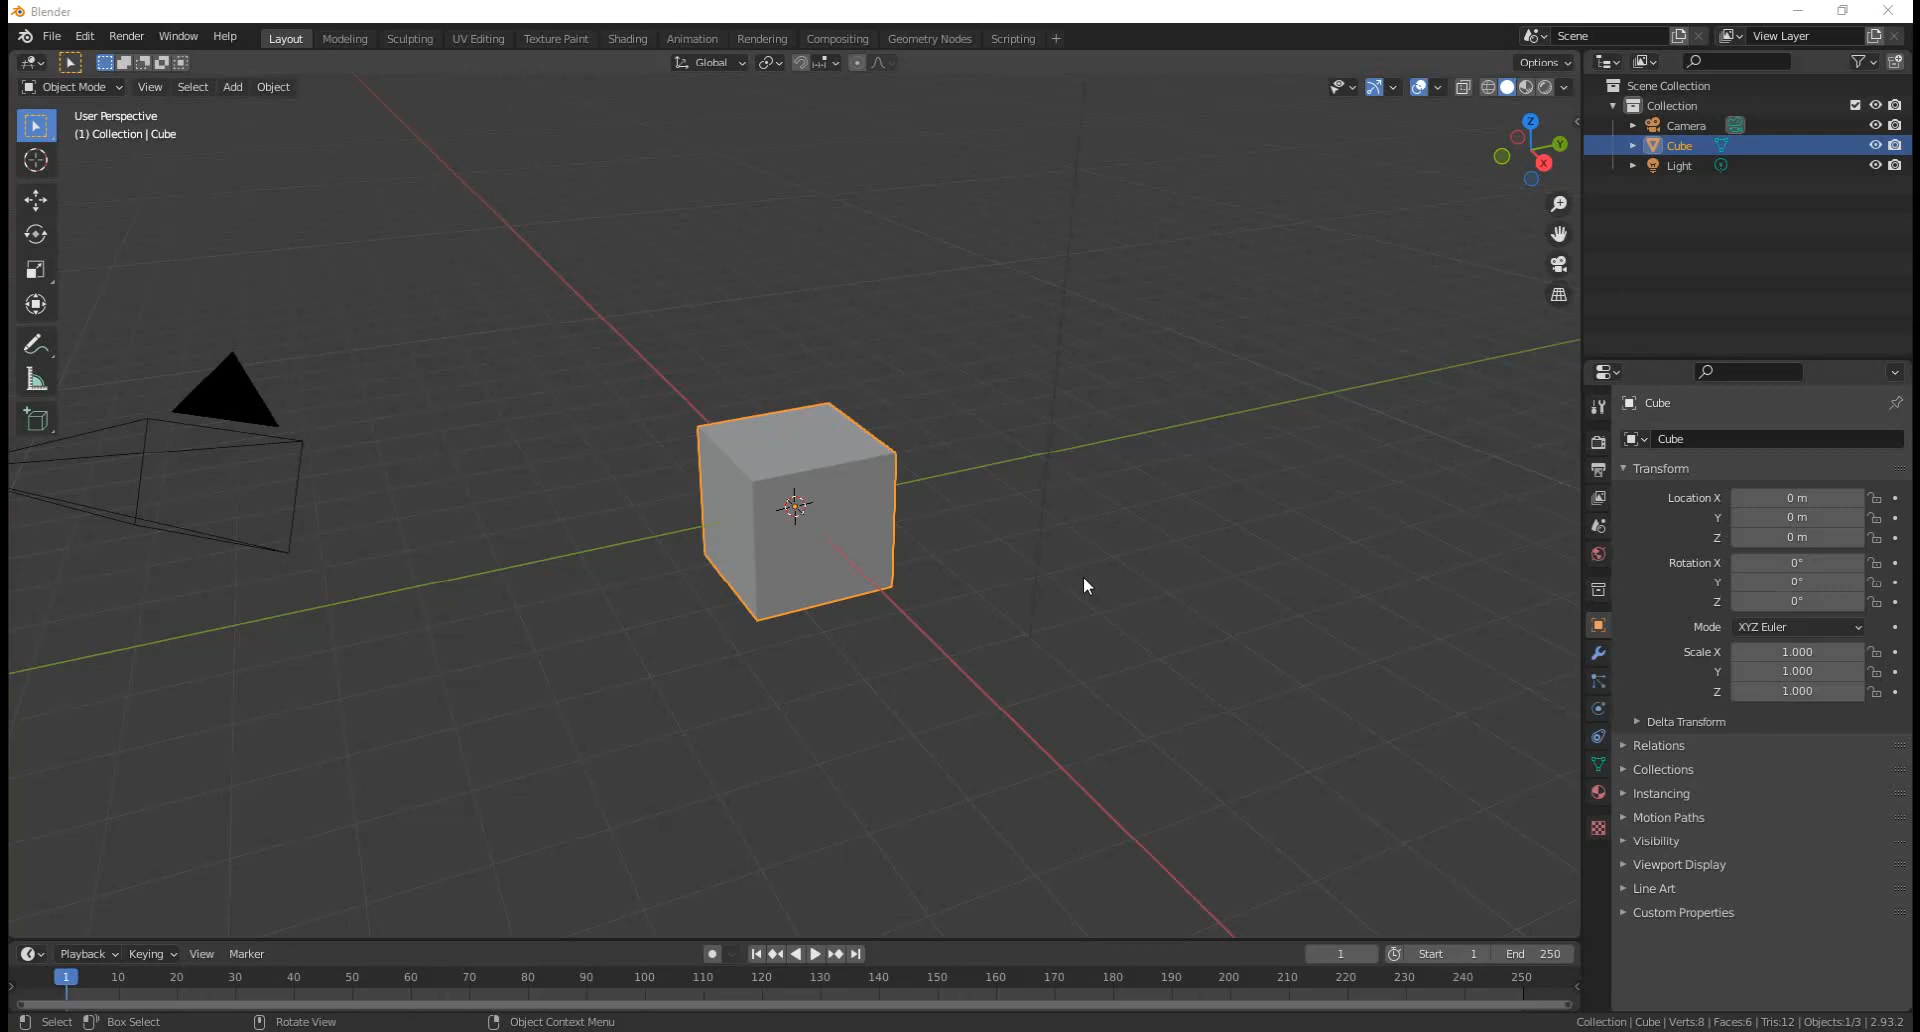 Blender
File Edit Render Window Help Layout Modeling Sculpting UV Editing Texture Paint Shading Animation Rendering Compositing Geometry Nodes Scripting + Scene View Layer
Global Options
Object Mode View Select Add Object
User Perspective
(1) Collection | Cube
Z
Y
X
Scene Collection
Collection
Camera
Cube
Light
Cube
Cube
Transform
Location X 0 m
Y 0 m
Z 0 m
Rotation X 0°
Y 0°
Z 0°
Mode XYZ Euler
Scale X 1.000
Y 1.000
Z 1.000
Delta Transform
Relations
Collections
Instancing
Motion Paths
Visibility
Viewport Display
Line Art
Custom Properties
Playback Keying View Marker 1 Start 1 End 250
1 10 20 30 40 50 60 70 80 90 100 110 120 130 140 150 160 170 180 190 200 210 220 230 240 250
Select Box Select Rotate View Object Context Menu Collection | Cube | Verts:8 | Faces:6 | Tris:12 | Objects:1/3 | 2.93.2